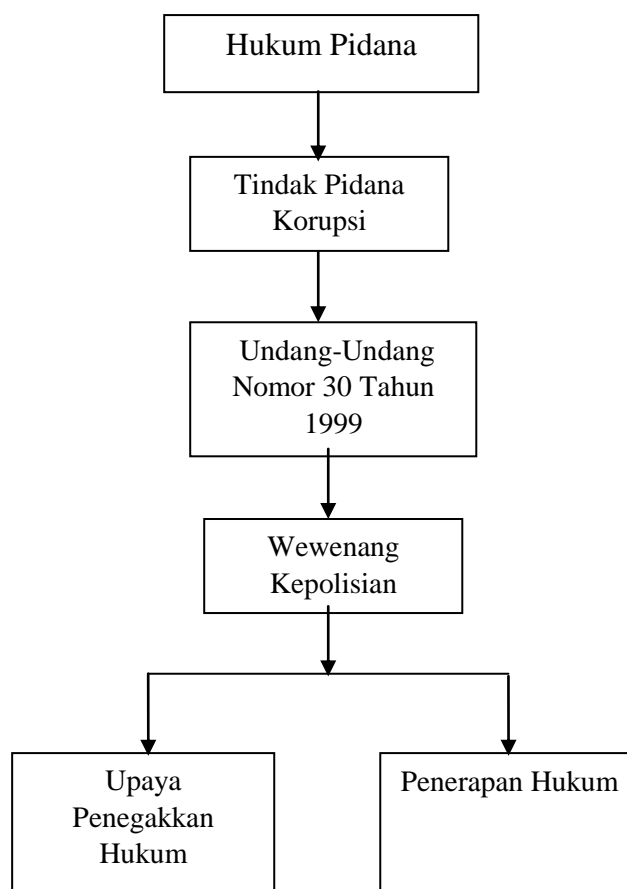 Hukum Pidana
Tindak Pidana
Korupsi
Undang-Undang
Nomor 30 Tahun
1999
Wewenang
Kepolisian
Upaya
Penegakkan
Hukum
Penerapan Hukum